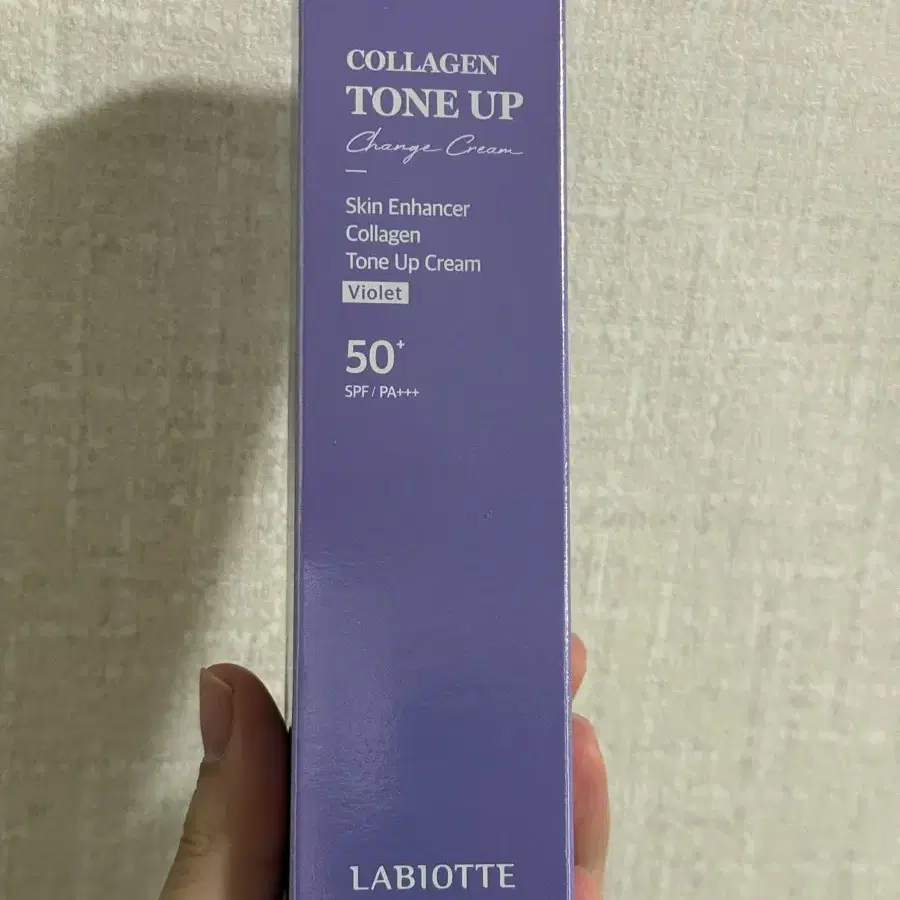 COLLAGEN
TONE UP
Change Cream
Skin Enhancer
Collagen
Tone Up Cream
Violet
50+
SPF / PA+++
LABIOTTE